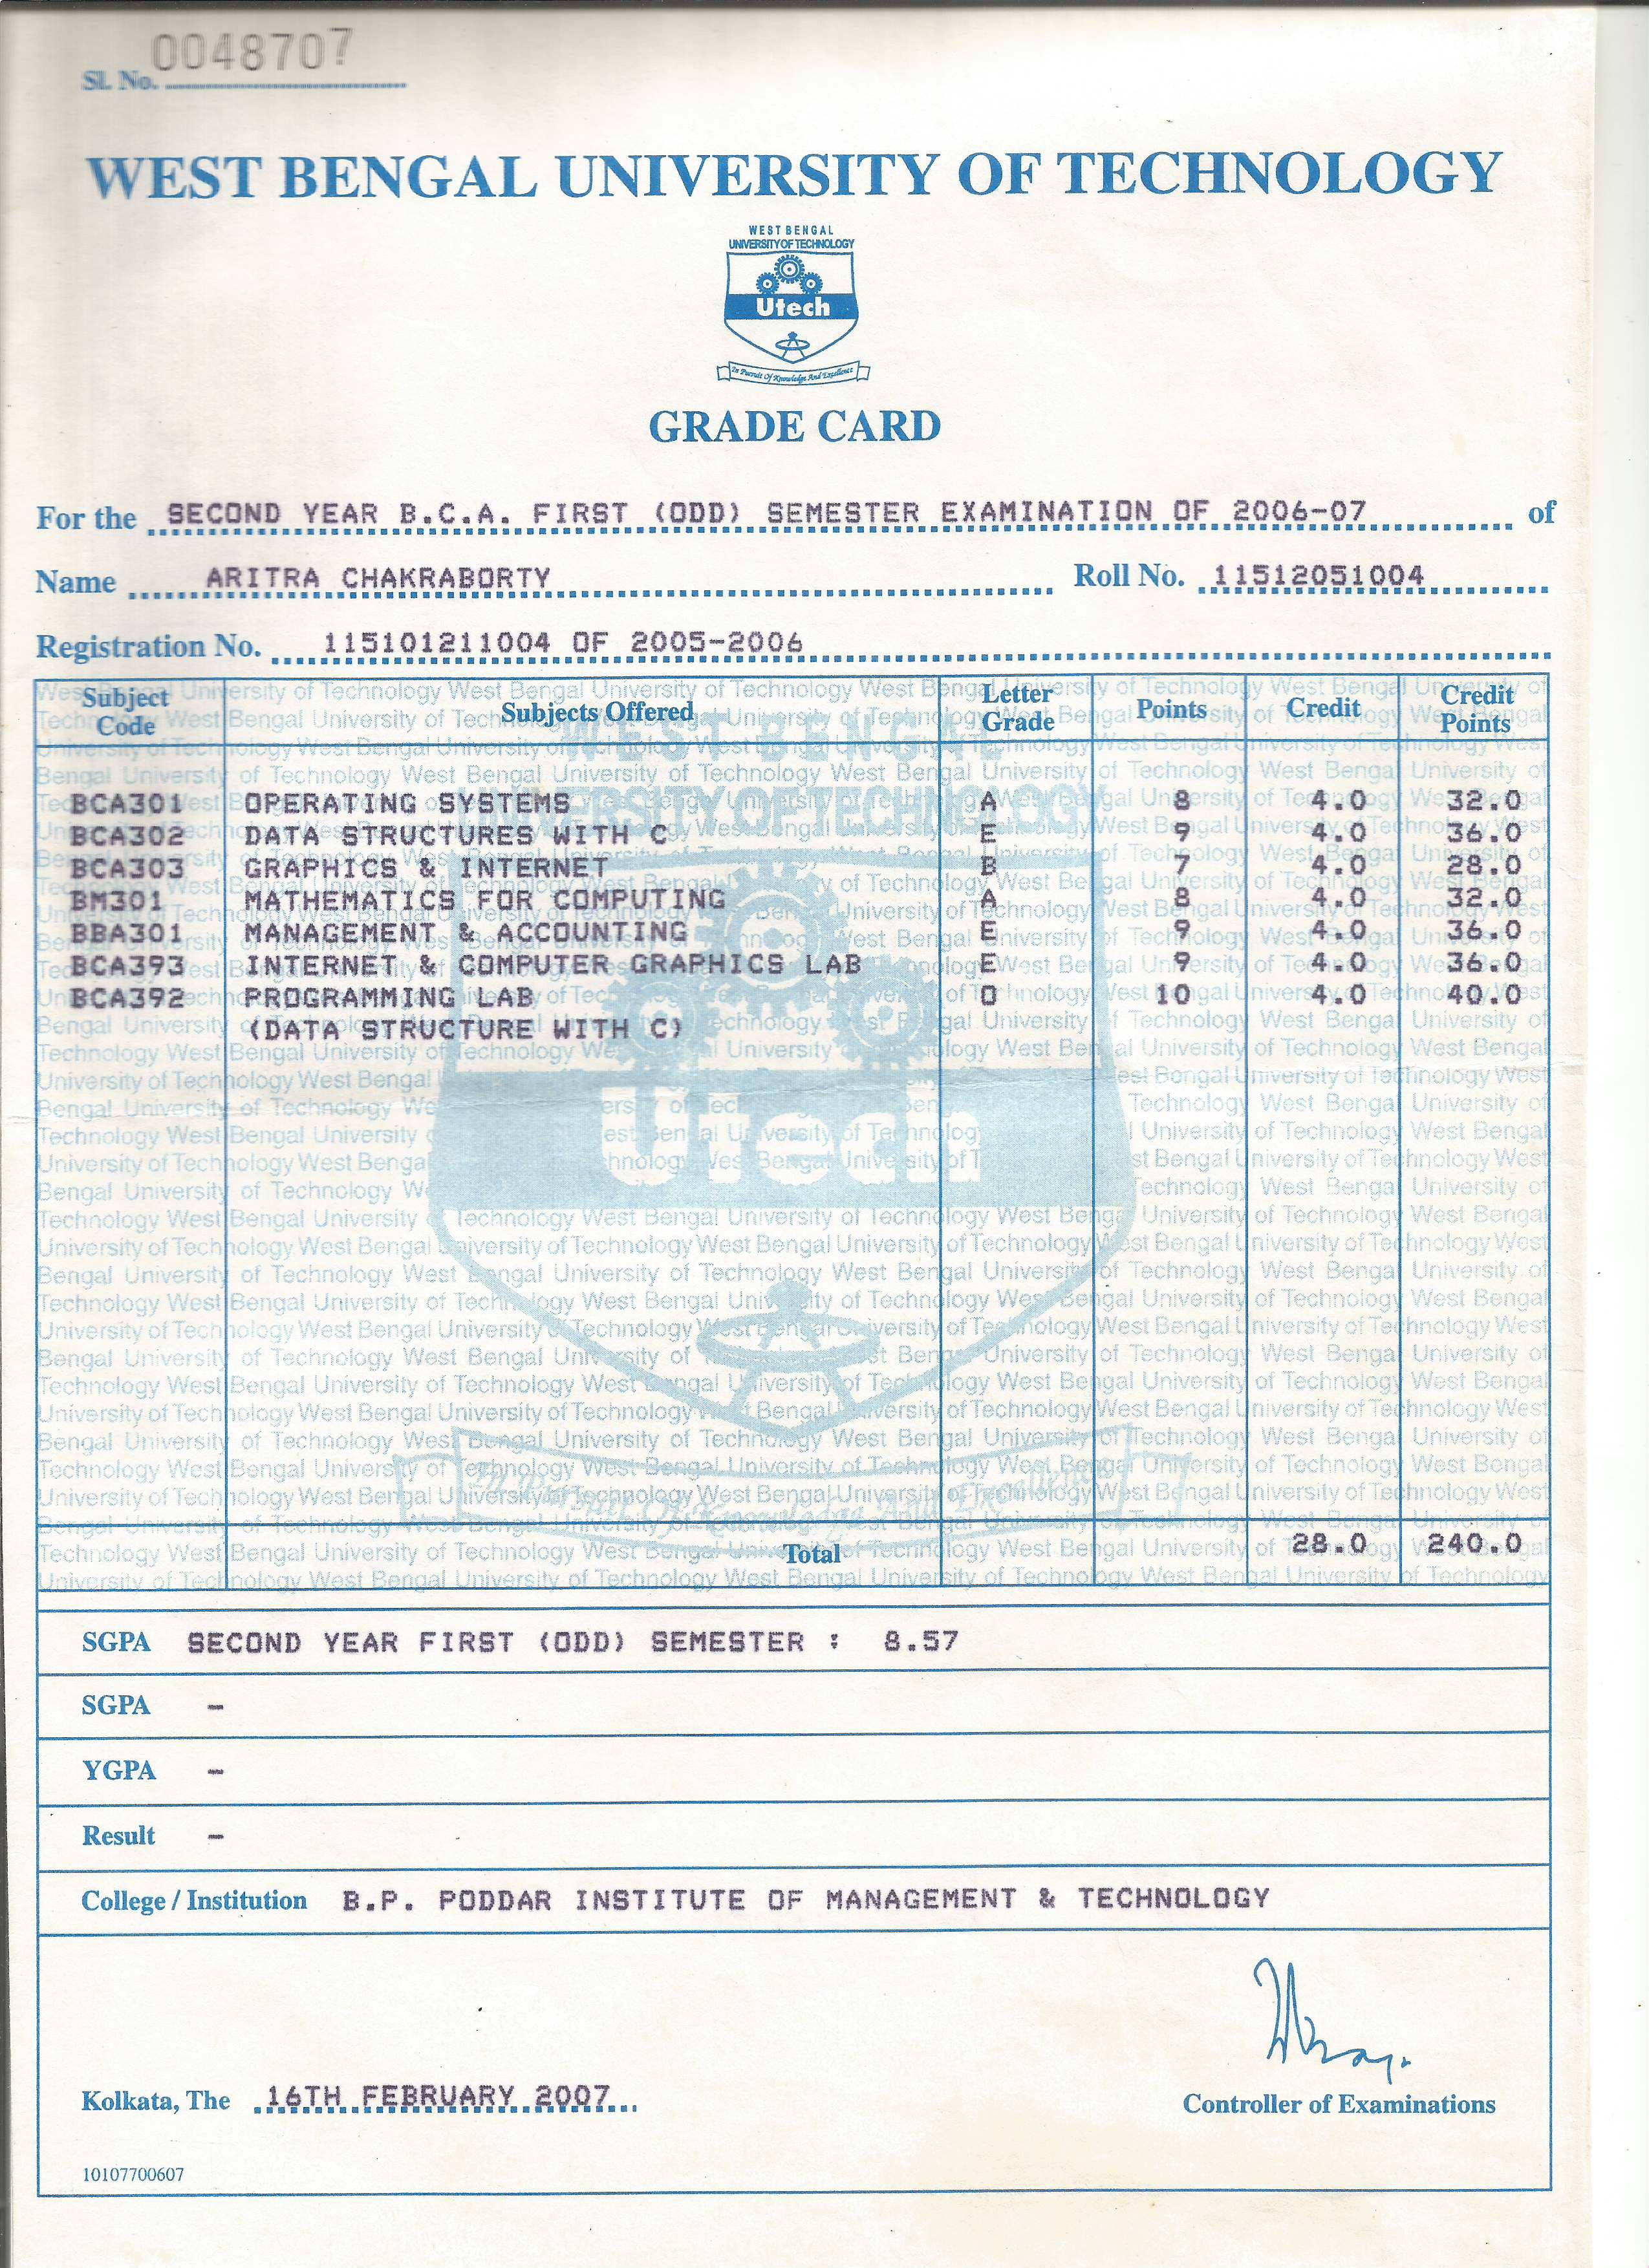 Sl. No. 0048707
WEST BENGAL UNIVERSITY OF TECHNOLOGY
WEST BENGAL
UNIVERSITY OF TECHNOLOGY
Utech
In Pursuit Of Knowledge And Excellence
GRADE CARD
For the SECOND YEAR B.C.A. FIRST (ODD) SEMESTER EXAMINATION OF 2006-07 of
Name ARITRA CHAKRABORTY Roll No. 11512051004
Registration No. 115101211004 OF 2005-2006
Subject Code Subjects Offered Letter Grade Points Credit Credit Points
BCA301 OPERATING SYSTEMS A 8 4.0 32.0
BCA302 DATA STRUCTURES WITH C E 9 4.0 36.0
BCA303 GRAPHICS & INTERNET B 7 4.0 28.0
BM301 MATHEMATICS FOR COMPUTING A 8 4.0 32.0
BBA301 MANAGEMENT & ACCOUNTING E 9 4.0 36.0
BCA393 INTERNET & COMPUTER GRAPHICS LAB E 9 4.0 36.0
BCA392 PROGRAMMING LAB O 10 4.0 40.0
(DATA STRUCTURE WITH C)
Total 28.0 240.0
SGPA SECOND YEAR FIRST (ODD) SEMESTER : 8.57
SGPA -
YGPA -
Result -
College / Institution B.P. PODDAR INSTITUTE OF MANAGEMENT & TECHNOLOGY
Kolkata, The 16TH FEBRUARY 2007
Controller of Examinations
10107700607